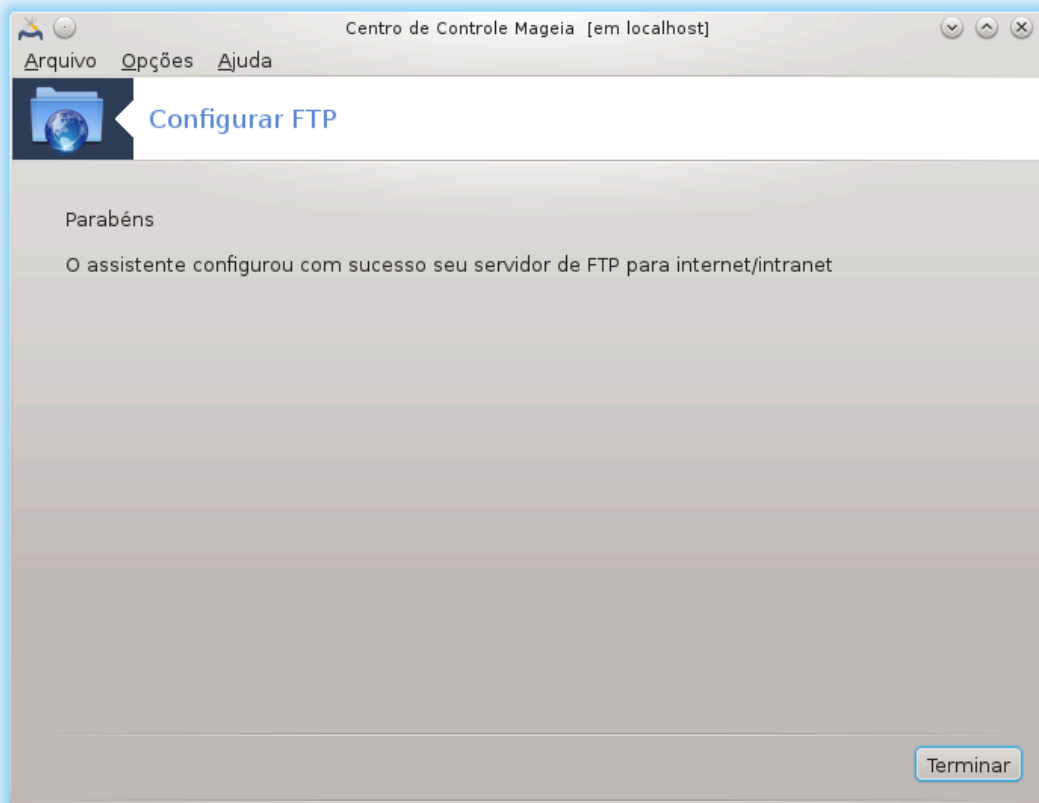 Centro de Controle Mageia [em localhost]
Arquivo Opções Ajuda
Configurar FTP
Parabéns
O assistente configurou com sucesso seu servidor de FTP para internet/intranet
Terminar